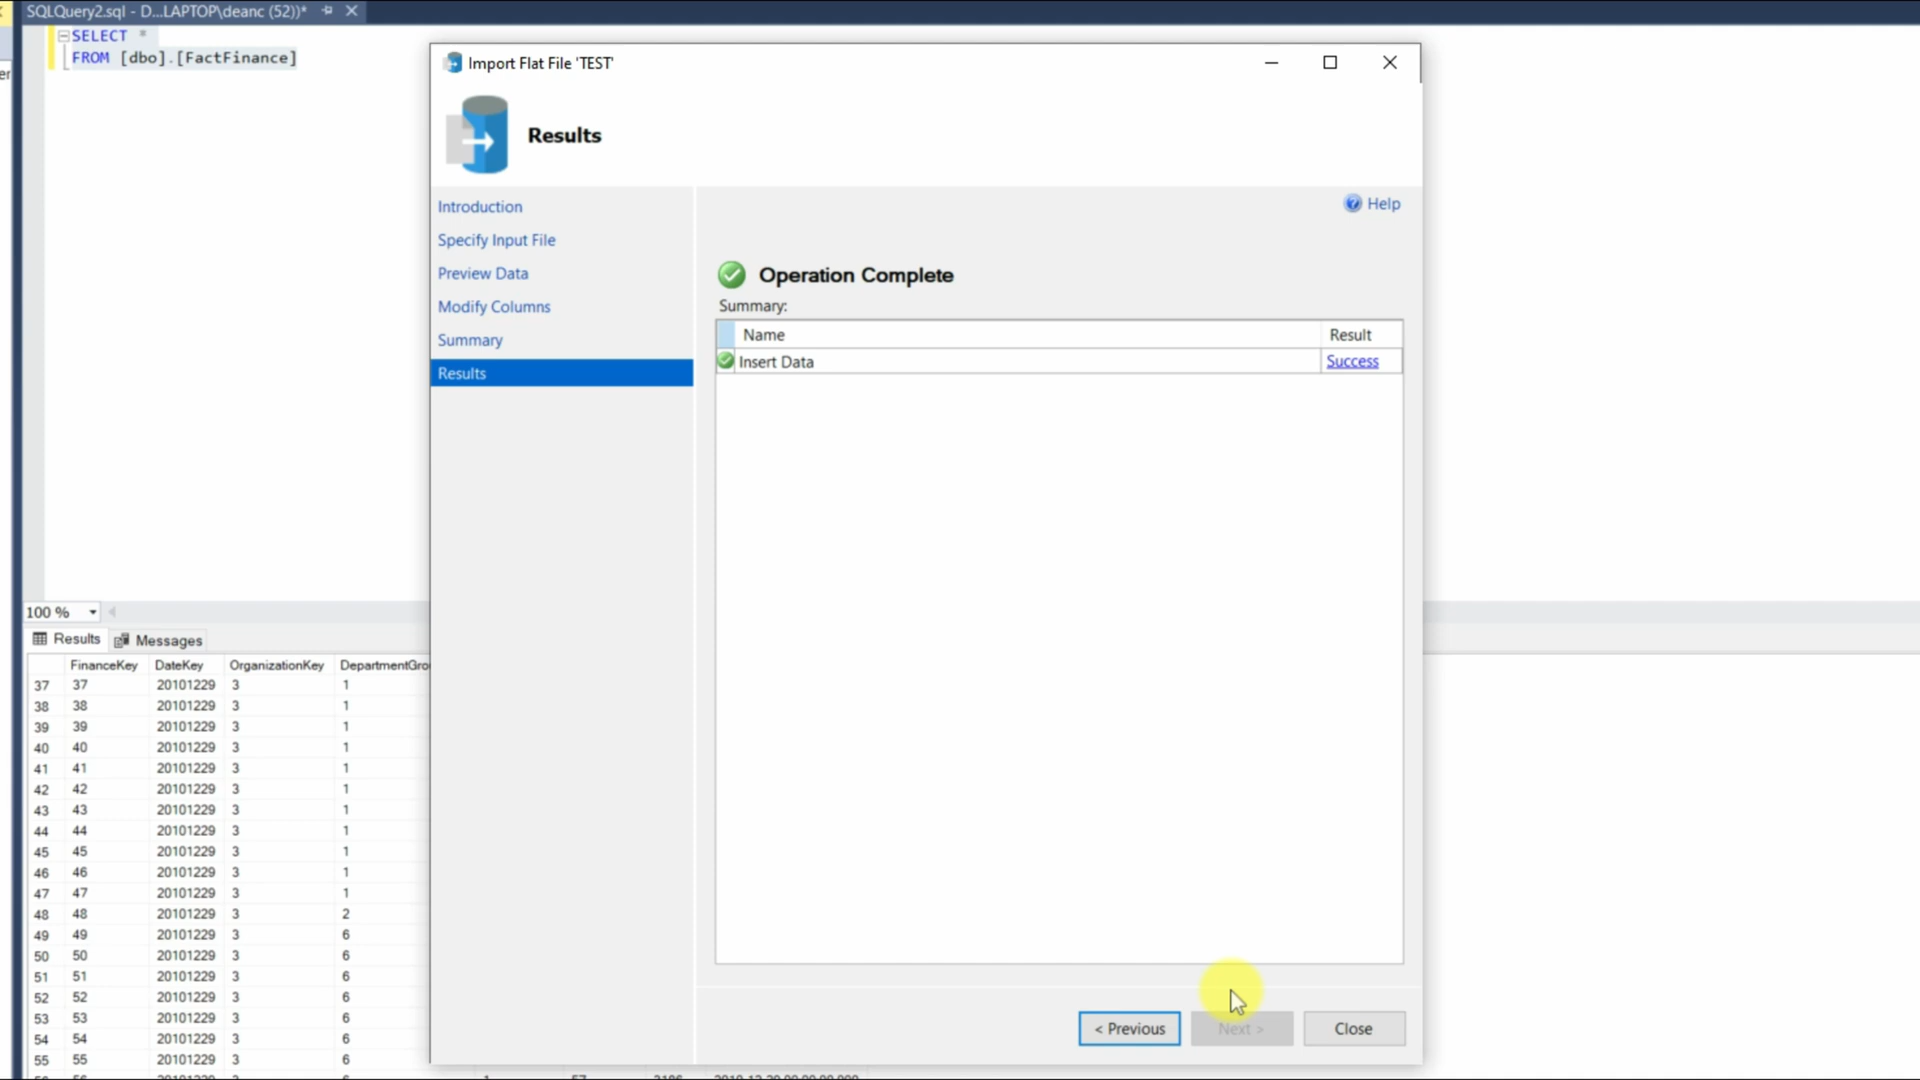 SQLQuery2.sql - D...LAPTOP\deanc (52))*
SELECT *
FROM [dbo].[FactFinance]
Import Flat File 'TEST'
Results
Introduction
Specify Input File
Preview Data
Modify Columns
Summary
Results
Help
Operation Complete
Summary:
Name Result
Insert Data Success
< Previous Next > Close
100 %
Results Messages
FinanceKey DateKey OrganizationKey DepartmentGro
37 37 20101229 3 1
38 38 20101229 3 1
39 39 20101229 3 1
40 40 20101229 3 1
41 41 20101229 3 1
42 42 20101229 3 1
43 43 20101229 3 1
44 44 20101229 3 1
45 45 20101229 3 1
46 46 20101229 3 1
47 47 20101229 3 1
48 48 20101229 3 2
49 49 20101229 3 6
50 50 20101229 3 6
51 51 20101229 3 6
52 52 20101229 3 6
53 53 20101229 3 6
54 54 20101229 3 6
55 55 20101229 3 6